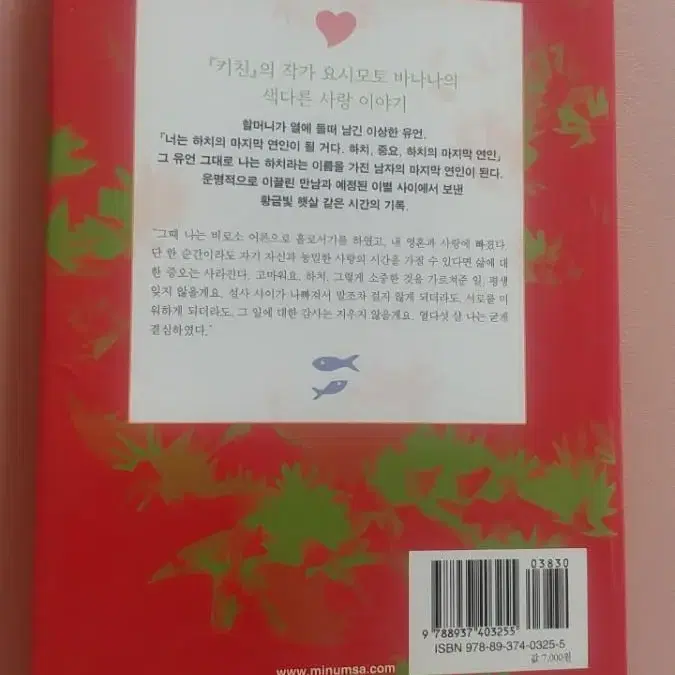 『키친』의 작가 요시모토 바나나의
색다른 사랑 이야기
할머니가 열에 들떠 남긴 이상한 유언.
『너는 하치의 마지막 연인이 될 거다. 하치, 중요, 하치의 마지막 연인』
그 유언 그대로 나는 하치라는 이름을 가진 남자의 마지막 연인이 된다.
운명적으로 이끌린 만남과 예정된 이별 사이에서 보낸
황금빛 햇살 같은 시간의 기록.
"그때 나는 비로소 어른으로 홀로서기를 하였고, 내 영혼과 사랑에 빠졌다.
단 한 순간이라도 자기 자신과 농밀한 사랑의 시간을 가질 수 있다면 삶에 대
한 증오는 사라진다. 고마워요, 하치, 그렇게 소중한 것을 가르쳐준 일, 평생
잊지 않을게요. 설사 사이가 나빠져서 말조차 걸지 않게 되더라도, 서로를 미
워하게 되더라도, 그 일에 대한 감사는 지우지 않을게요. 열다섯 살 나는 굳게
결심하였다."
03830
9 788937 403255
ISBN 978-89-374-0325-5
값 7,000원
www.minumsa.com